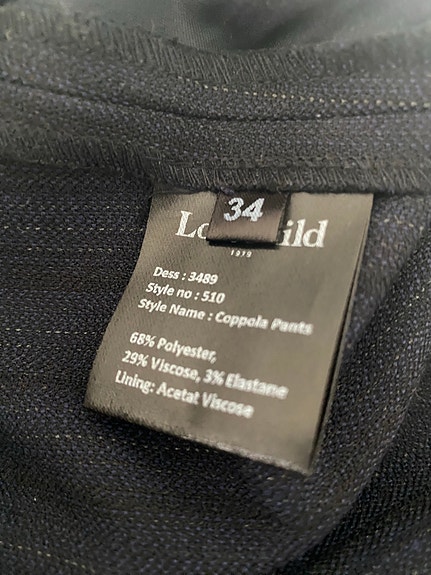 34
1979
Dess : 3489
Style no : 510
Style Name : Coppola Pants
68% Polyester,
29% Viscose, 3% Elastane
Lining: Acetat Viscose